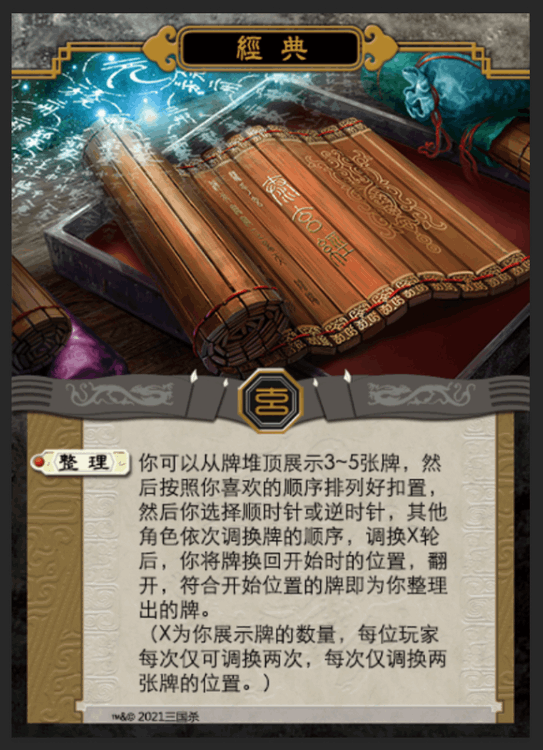 經典
整理
你可以从牌堆顶展示3~5张牌，然
后按照你喜欢的顺序排列好扣置，
然后你选择顺时针或逆时针，其他
角色依次调换牌的顺序，调换X轮
后，你将牌换回开始时的位置，翻
开，符合开始位置的牌即为你整理
出的牌。
（X为你展示牌的数量，每位玩家
每次仅可调换两次，每次仅调换两
张牌的位置。）
™&© 2021三国杀